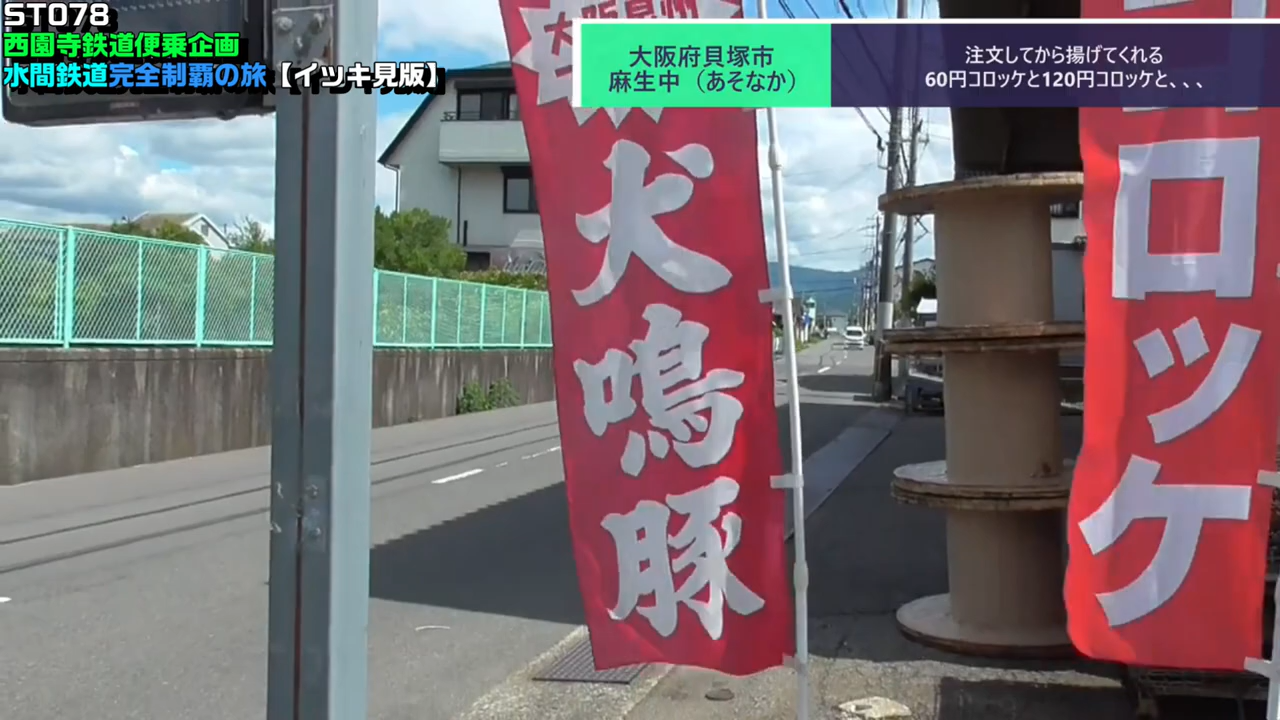 ST078
西園寺鉄道便乗企画
水間鉄道完全制覇の旅【イッキ見版】
大阪府貝塚市
麻生中（あそなか）
注文してから揚げてくれる
60円コロッケと120円コロッケと、、、
犬鳴豚
ロッケ